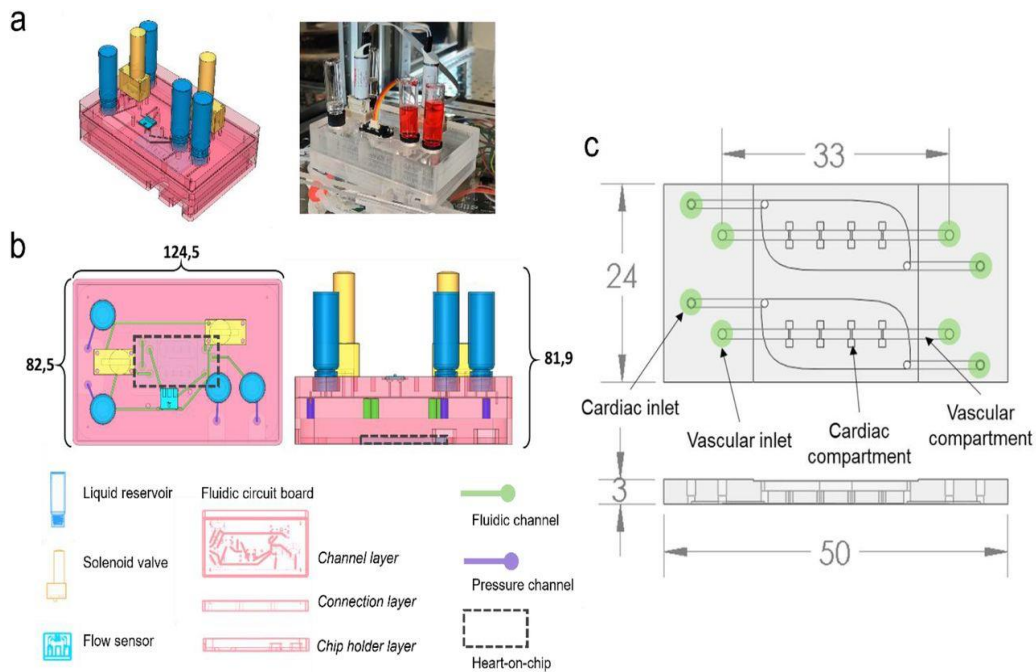 a
b
124,5
82,5
81,9
Liquid reservoir
Solenoid valve
Flow sensor
Fluidic circuit board
Channel layer
Connection layer
Chip holder layer
Fluidic channel
Pressure channel
Heart-on-chip
c
33
24
Cardiac inlet
Vascular inlet
Cardiac
compartment
Vascular
compartment
3
50